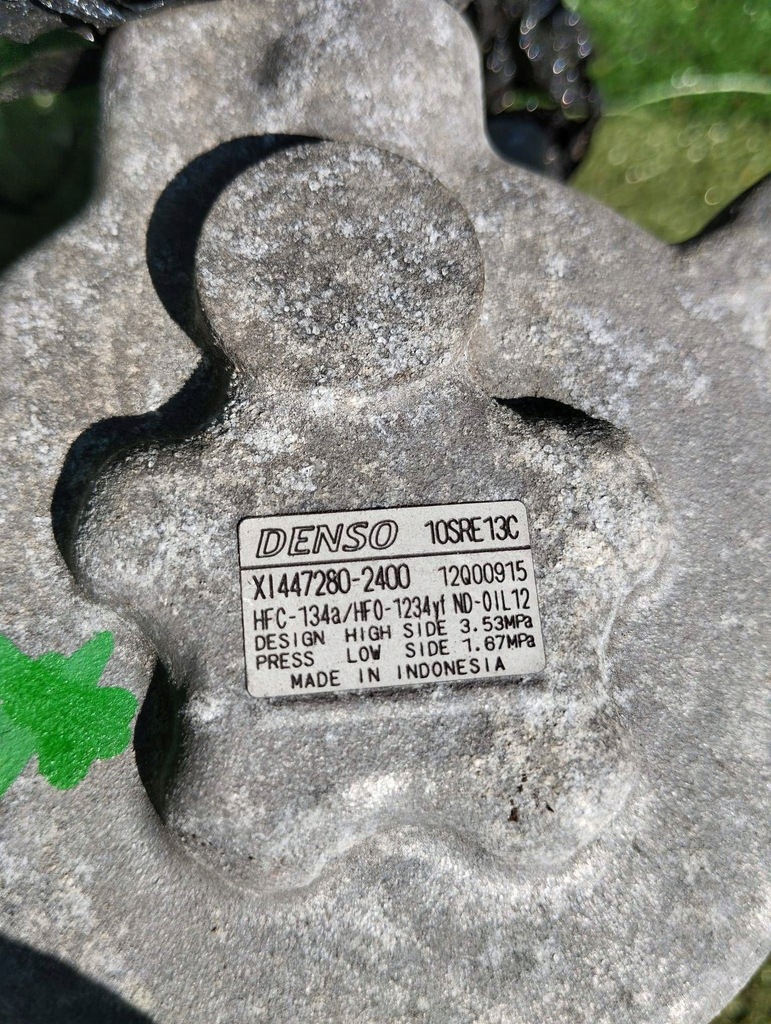 DENSO 10SRE13C
X1447280-2400 12Q00915
HFC-134a/HFO-1234yf ND-OIL12
DESIGN HIGH SIDE 3.53MPa
PRESS LOW SIDE 1.67MPa
MADE IN INDONESIA